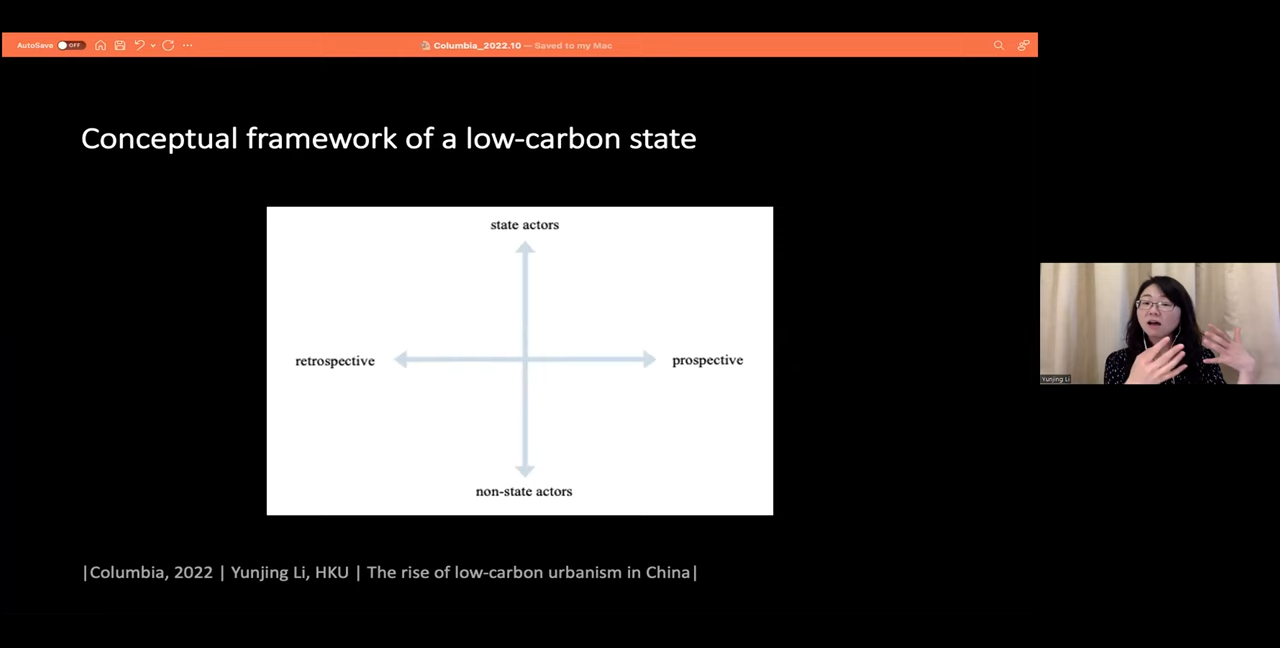 AutoSave OFF
Columbia_2022.10 — Saved to my Mac
Conceptual framework of a low-carbon state
state actors
retrospective
prospective
non-state actors
Yunjing Li
|Columbia, 2022 | Yunjing Li, HKU | The rise of low-carbon urbanism in China|